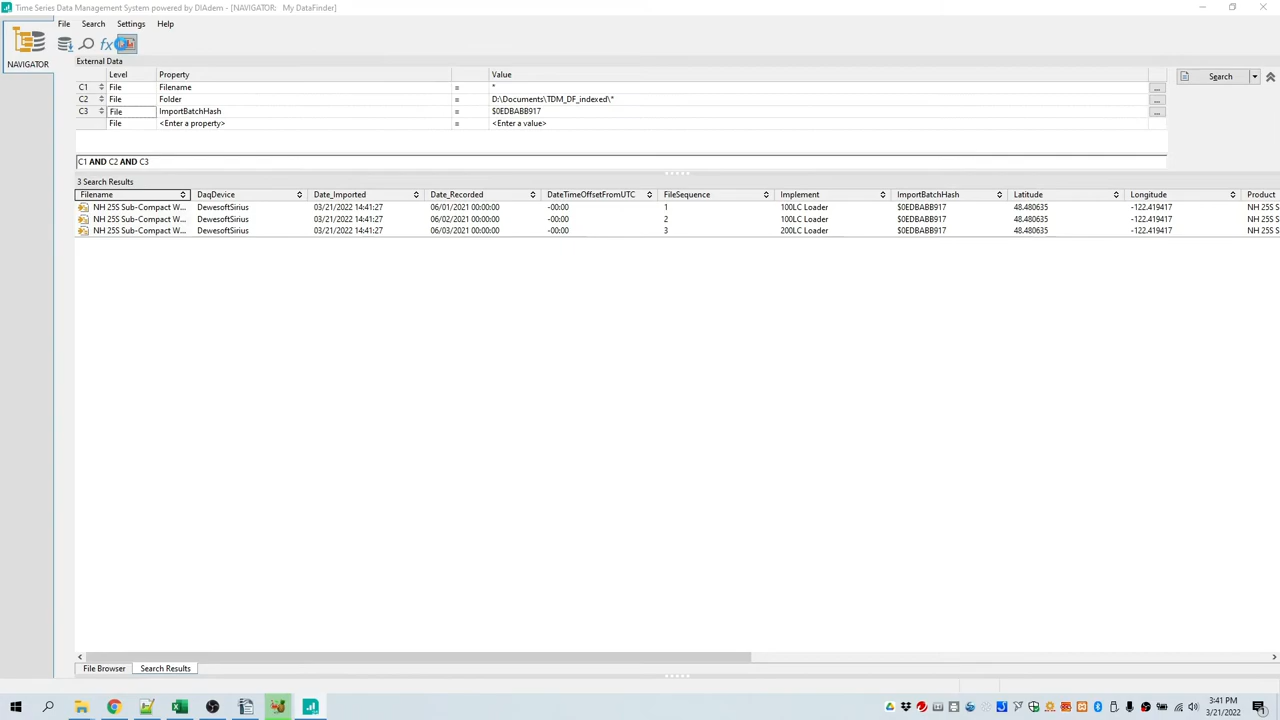 Time Series Data Management System powered by DIAdem - [NAVIGATOR:   My DataFinder]
File Search Settings Help
NAVIGATOR
External Data
Level Property Value
C1 File Filename = *
C2 File Folder = D:\Documents\TDM_DF_indexed\*
C3 File ImportBatchHash = $0EDBABB917
File <Enter a property> = <Enter a value>
Search
C1 AND C2 AND C3
3 Search Results
Filename DaqDevice Date_Imported Date_Recorded DateTimeOffsetFromUTC FileSequence Implement ImportBatchHash Latitude Longitude Product
NH 25S Sub-Compact W... DewesoftSirius 03/21/2022 14:41:27 06/01/2021 00:00:00 -00:00 1 100LC Loader $0EDBABB917 48.480635 -122.419417 NH 25S S
NH 25S Sub-Compact W... DewesoftSirius 03/21/2022 14:41:27 06/02/2021 00:00:00 -00:00 2 100LC Loader $0EDBABB917 48.480635 -122.419417 NH 25S S
NH 25S Sub-Compact W... DewesoftSirius 03/21/2022 14:41:27 06/03/2021 00:00:00 -00:00 3 200LC Loader $0EDBABB917 48.480635 -122.419417 NH 25S S
File Browser Search Results
3:41 PM
3/21/2022